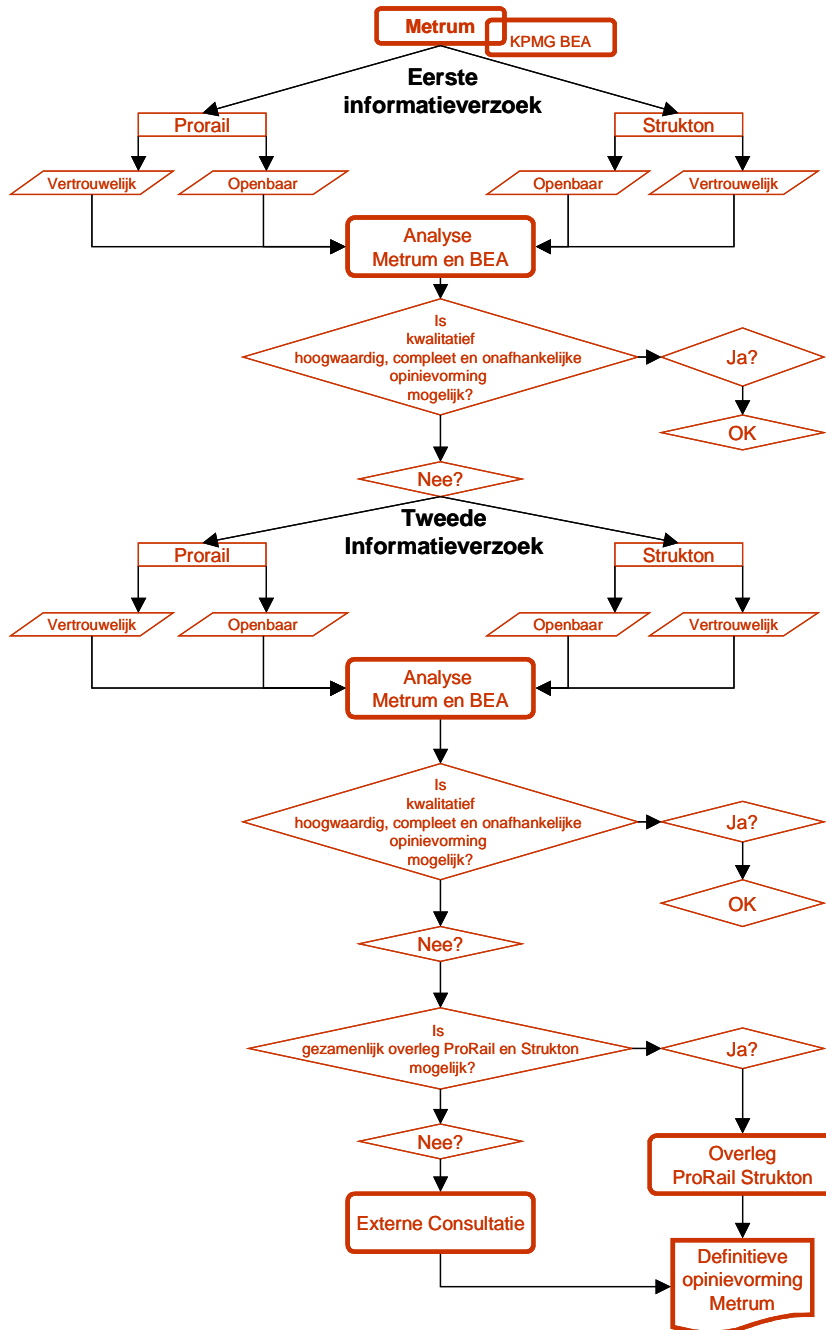 Metrum
KPMG BEA
Eerste
informatieverzoek
Prorail
Strukton
Vertrouwelijk
Openbaar
Openbaar
Vertrouwelijk
Analyse
Metrum en BEA
Is
kwalitatief
hoogwaardig, compleet en onafhankelijke
opinievorming
mogelijk?
Ja?
OK
Nee?
Tweede
Informatieverzoek
Prorail
Strukton
Vertrouwelijk
Openbaar
Openbaar
Vertrouwelijk
Analyse
Metrum en BEA
Is
kwalitatief
hoogwaardig, compleet en onafhankelijke
opinievorming
mogelijk?
Ja?
OK
Nee?
Is
gezamenlijk overleg ProRail en Strukton
mogelijk?
Ja?
Nee?
Overleg
ProRail Strukton
Externe Consultatie
Definitieve
opinievorming
Metrum